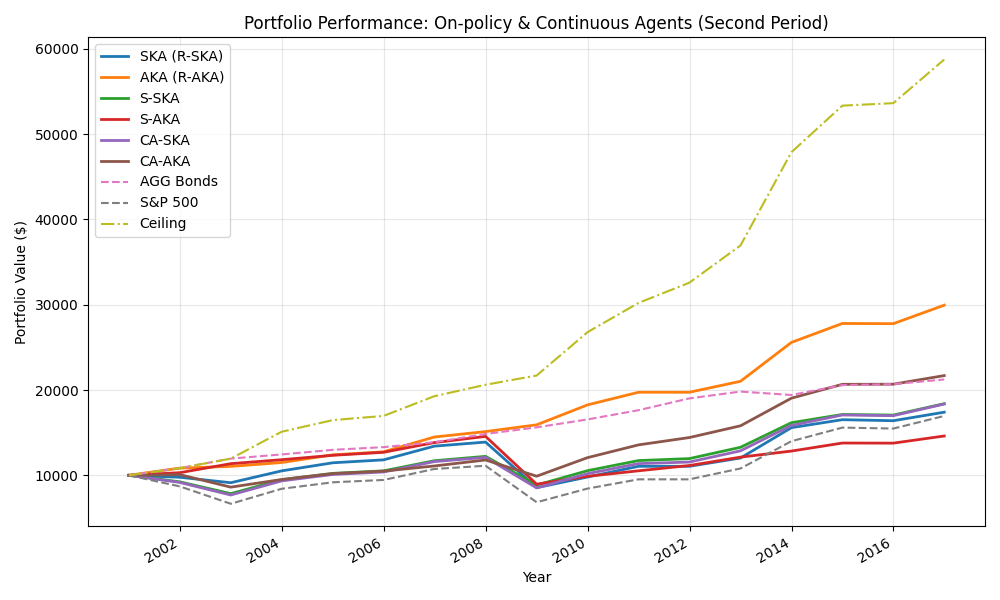 Portfolio Performance: On-policy & Continuous Agents (Second Period)
Portfolio Value ($)
60000
50000
40000
30000
20000
10000
SKA (R-SKA)
AKA (R-AKA)
S-SKA
S-AKA
CA-SKA
CA-AKA
AGG Bonds
S&P 500
Ceiling
2002
2004
2006
2008
2010
2012
2014
2016
Year